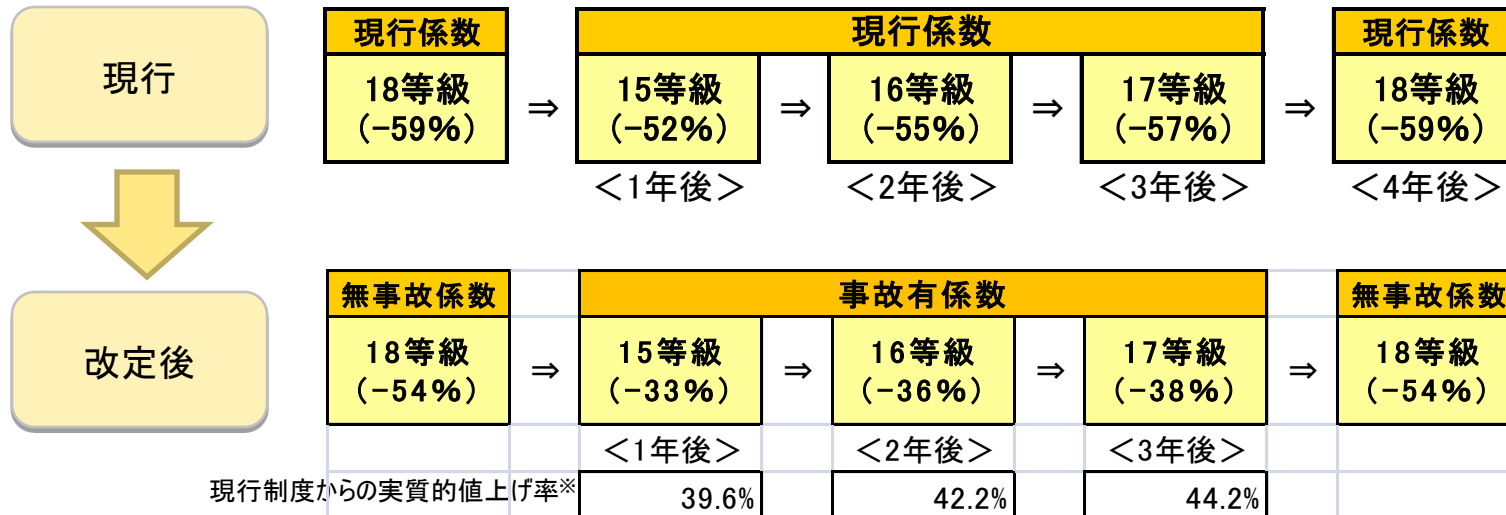 現行
現行係数
現行係数
現行係数
18等級
(-59%)
⇒
15等級
(-52%)
⇒
16等級
(-55%)
⇒
17等級
(-57%)
⇒
18等級
(-59%)
<1年後>
<2年後>
<3年後>
<4年後>
改定後
無事故係数
事故有係数
無事故係数
18等級
(-54%)
⇒
15等級
(-33%)
⇒
16等級
(-36%)
⇒
17等級
(-38%)
⇒
18等級
(-54%)
<1年後>
<2年後>
<3年後>
現行制度からの実質的値上げ率※ 39.6% 42.2% 44.2%